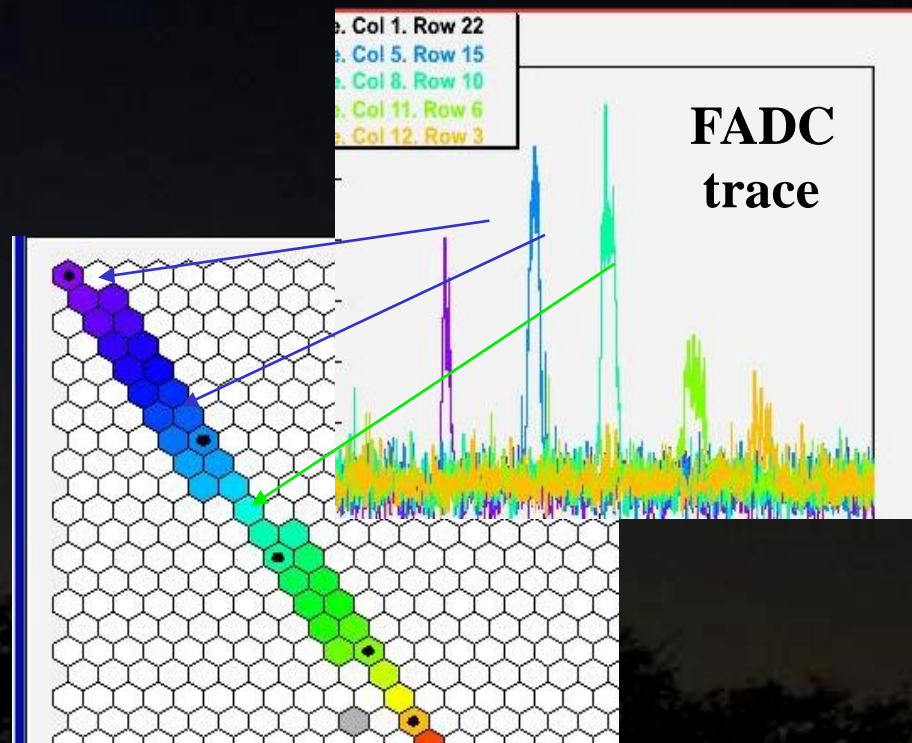 e. Col 1. Row 22
e. Col 5. Row 15
e. Col 8. Row 10
e. Col 11. Row 6
e. Col 12. Row 3
FADC
trace